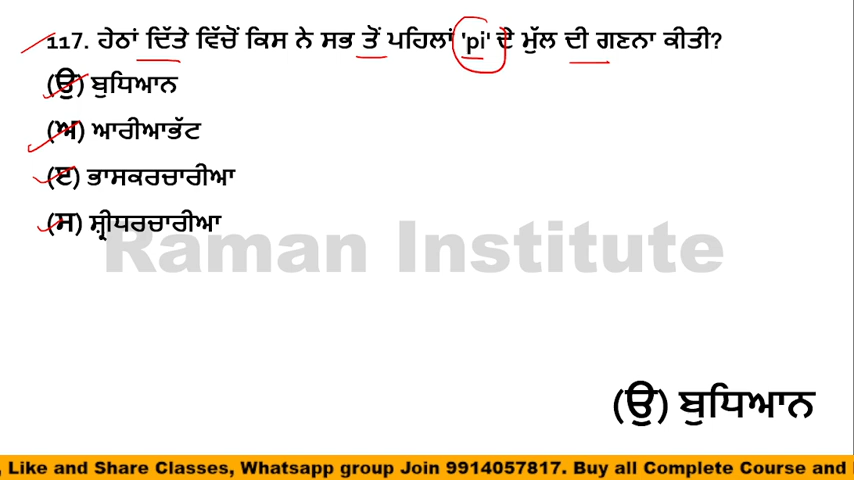 117. ਹੇਠਾਂ ਦਿੱਤੇ ਵਿੱਚੋਂ ਕਿਸ ਨੇ ਸਭ ਤੋਂ ਪਹਿਲਾਂ 'pi' ਦੇ ਮੁੱਲ ਦੀ ਗਣਨਾ ਕੀਤੀ?
(ਉ) ਬੁਧਿਆਨ
(ਅ) ਆਰੀਆਭੱਟ
(ੲ) ਭਾਸਕਰਚਾਰੀਆ
(ਸ) ਸ਼੍ਰੀਧਰਚਾਰੀਆ
Raman Institute
(ਉ) ਬੁਧਿਆਨ
, Like and Share Classes, Whatsapp group Join 9914057817. Buy all Complete Course and